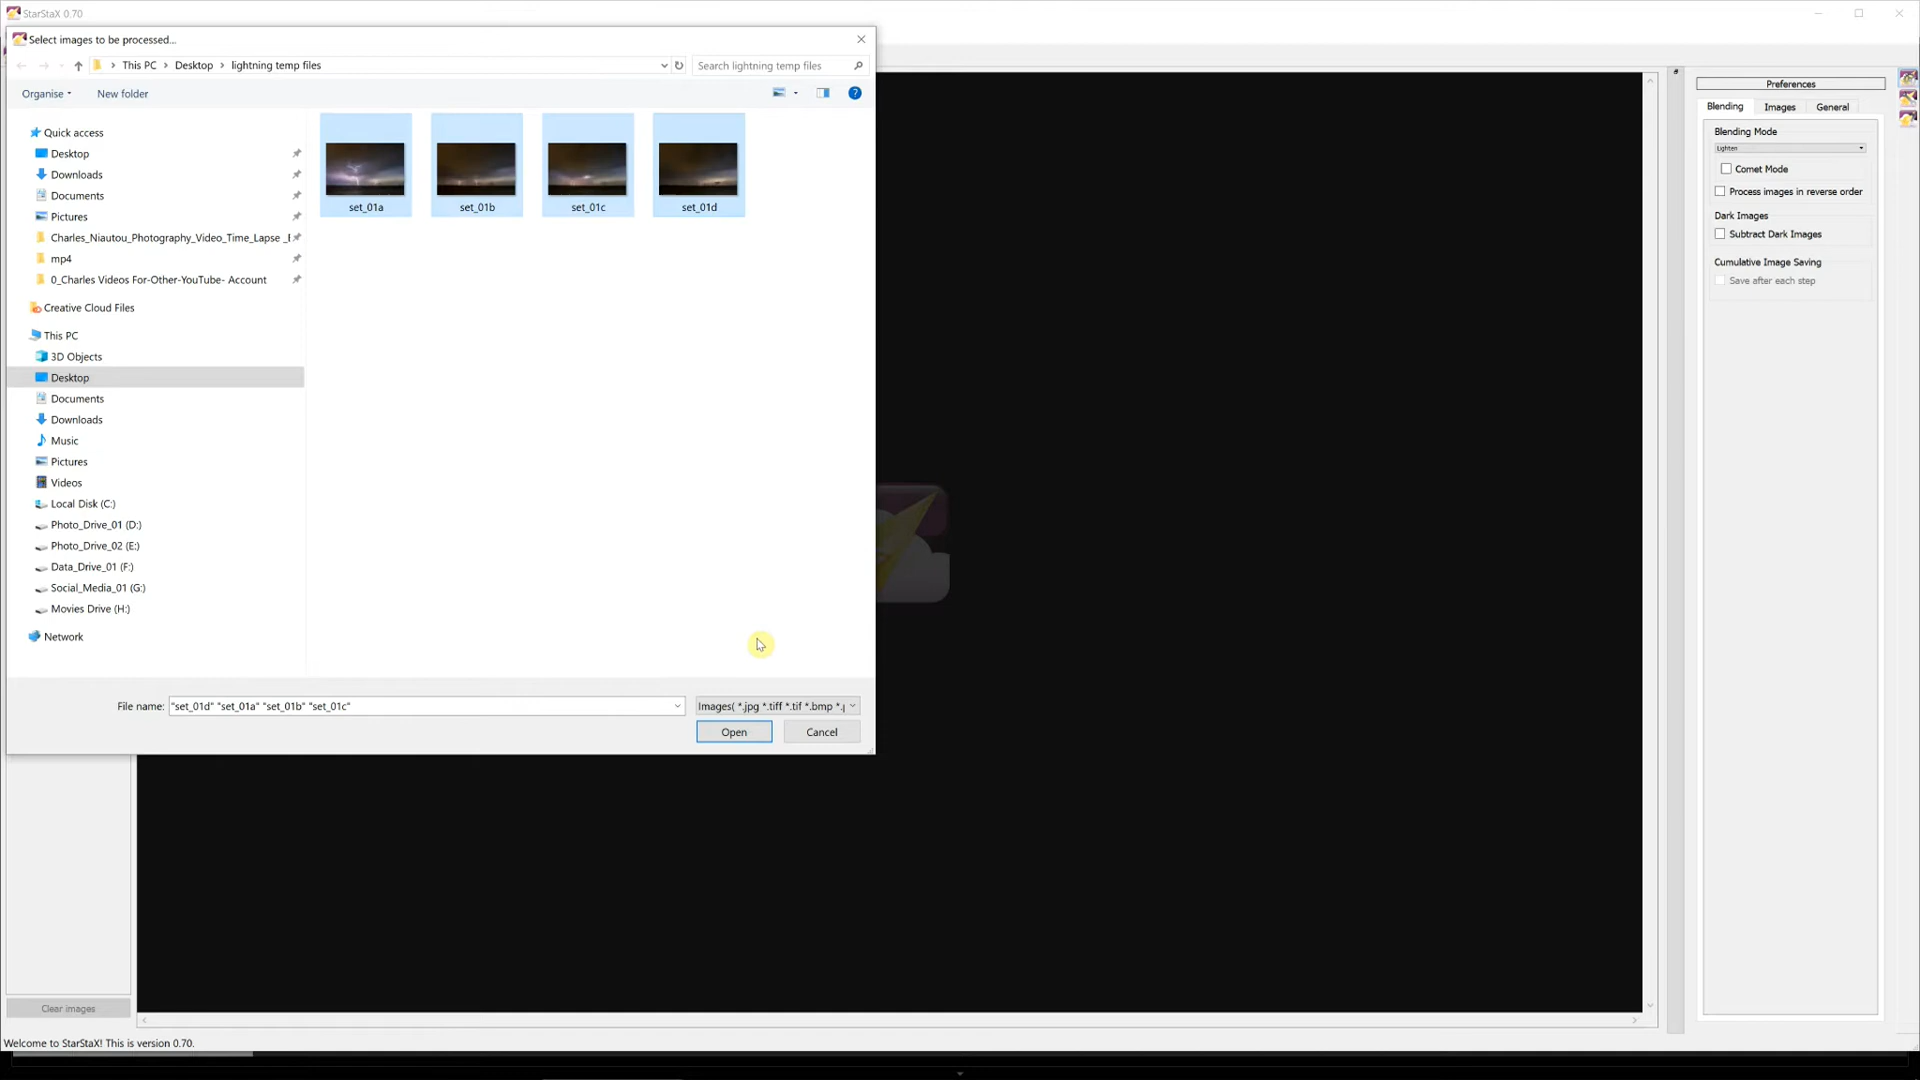 StarStaX 0.70
Select images to be processed...
This PC
Desktop
lightning temp files
Search lightning temp files
Organise
New folder
Quick access
Desktop
Downloads
Documents
Pictures
Charles_Niautou_Photography_Video_Time_Lapse _E
mp4
0_Charles Videos For-Other-YouTube- Account
Creative Cloud Files
This PC
3D Objects
Desktop
Documents
Downloads
Music
Pictures
Videos
Local Disk (C:)
Photo_Drive_01 (D:)
Photo_Drive_02 (E:)
Data_Drive_01 (F:)
Social_Media_01 (G:)
Movies Drive (H:)
Network
set_01a
set_01b
set_01c
set_01d
File name:
"set_01d" "set_01a" "set_01b" "set_01c"
Images( *.jpg *.tiff *.tif *.bmp *.p
Open
Cancel
Preferences
Blending
Images
General
Blending Mode
Lighten
Comet Mode
Process images in reverse order
Dark Images
Subtract Dark Images
Cumulative Image Saving
Save after each step
Clear images
Welcome to StarStaX! This is version 0.70.